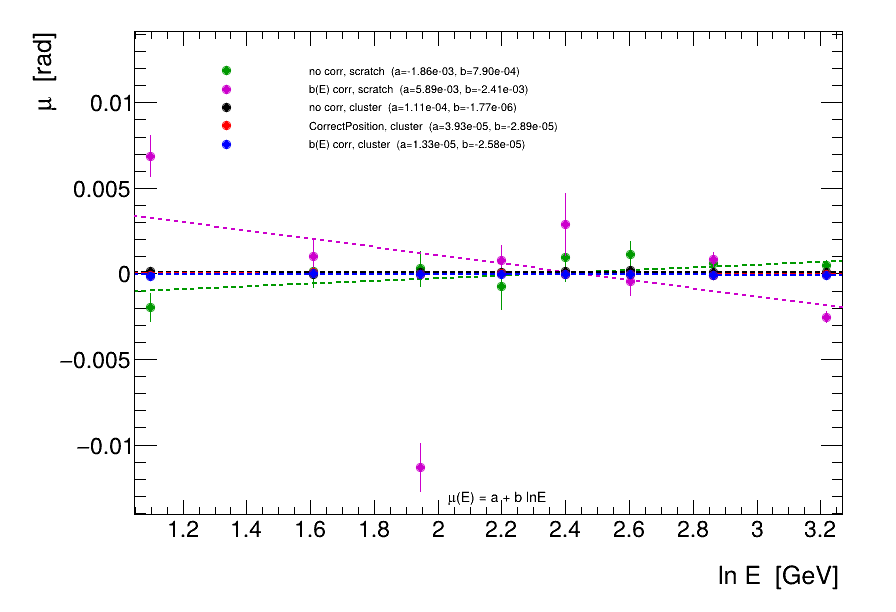 μ [rad]
0.01
0.005
0
−0.005
−0.01
no corr, scratch (a=-1.86e-03, b=7.90e-04)
b(E) corr, scratch (a=5.89e-03, b=-2.41e-03)
no corr, cluster (a=1.11e-04, b=-1.77e-06)
CorrectPosition, cluster (a=3.93e-05, b=-2.89e-05)
b(E) corr, cluster (a=1.33e-05, b=-2.58e-05)
μ(E) = a + b lnE
1.2 1.4 1.6 1.8 2 2.2 2.4 2.6 2.8 3 3.2
ln E [GeV]